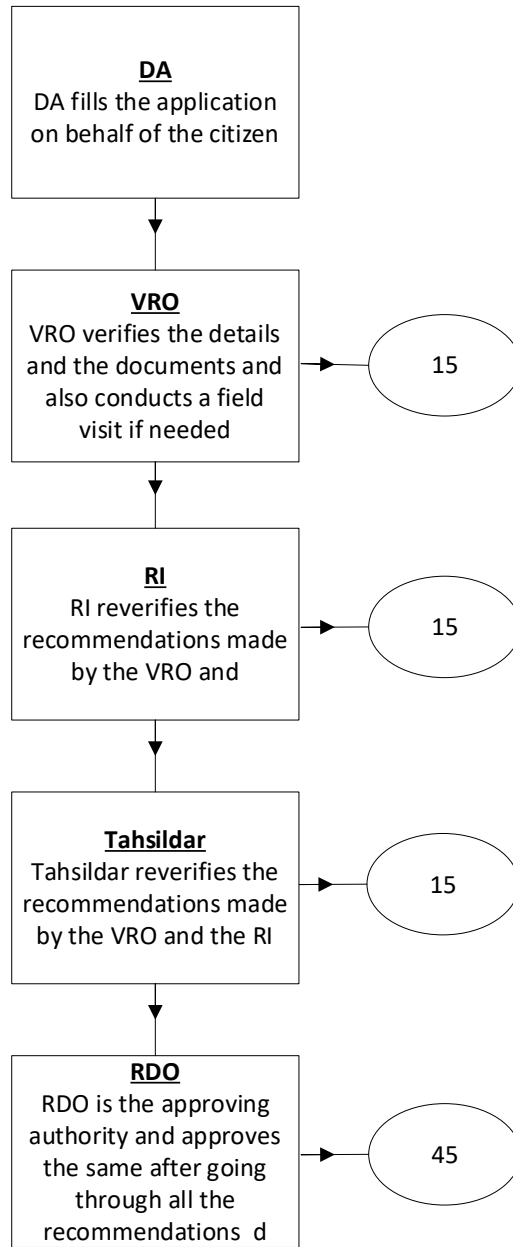 DA
DA fills the application
on behalf of the citizen
VRO
VRO verifies the details
and the documents and
also conducts a field
visit if needed
15
RI
RI reverifies the
recommendations made
by the VRO and
15
Tahsildar
Tahsildar reverifies the
recommendations made
by the VRO and the RI
15
RDO
RDO is the approving
authority and approves
the same after going
through all the
recommendations d
45